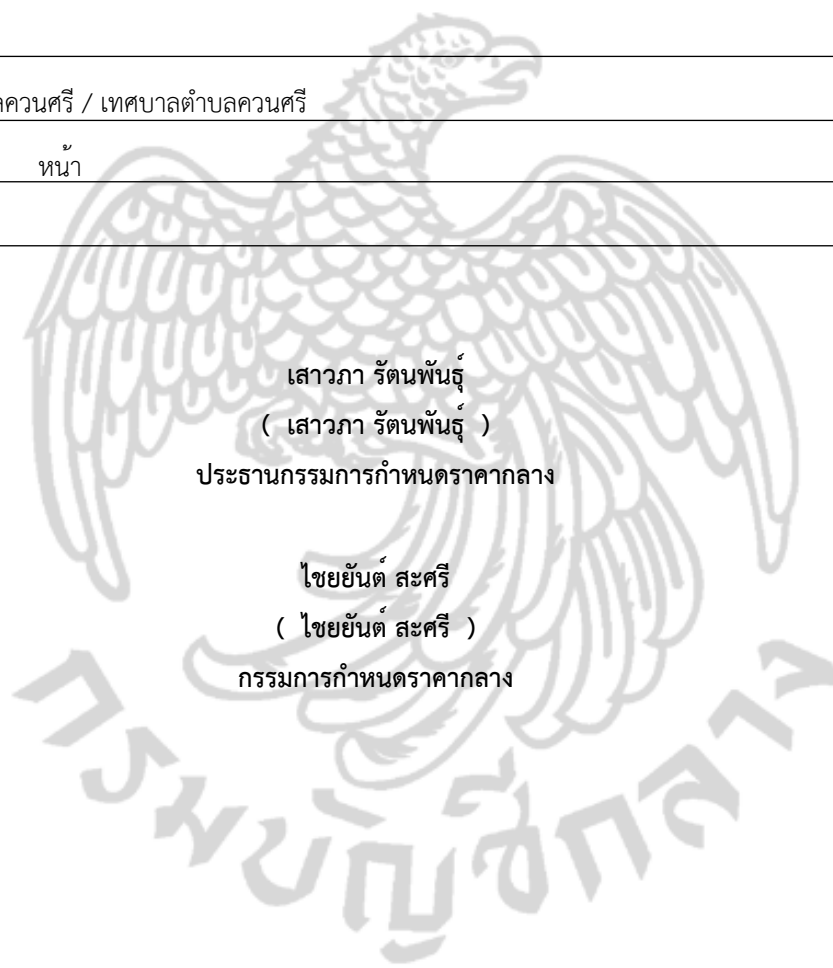 ลควนศรี / เทศบาลตำบลควนศรี
หน้า
เสาวภา รัตนพันธุ์
( เสาวภา รัตนพันธุ์ )
ประธานกรรมการกำหนดราคากลาง
ไชยยันต์ สะศรี
( ไชยยันต์ สะศรี )
กรรมการกำหนดราคากลาง
กรมบัญชีกลาง